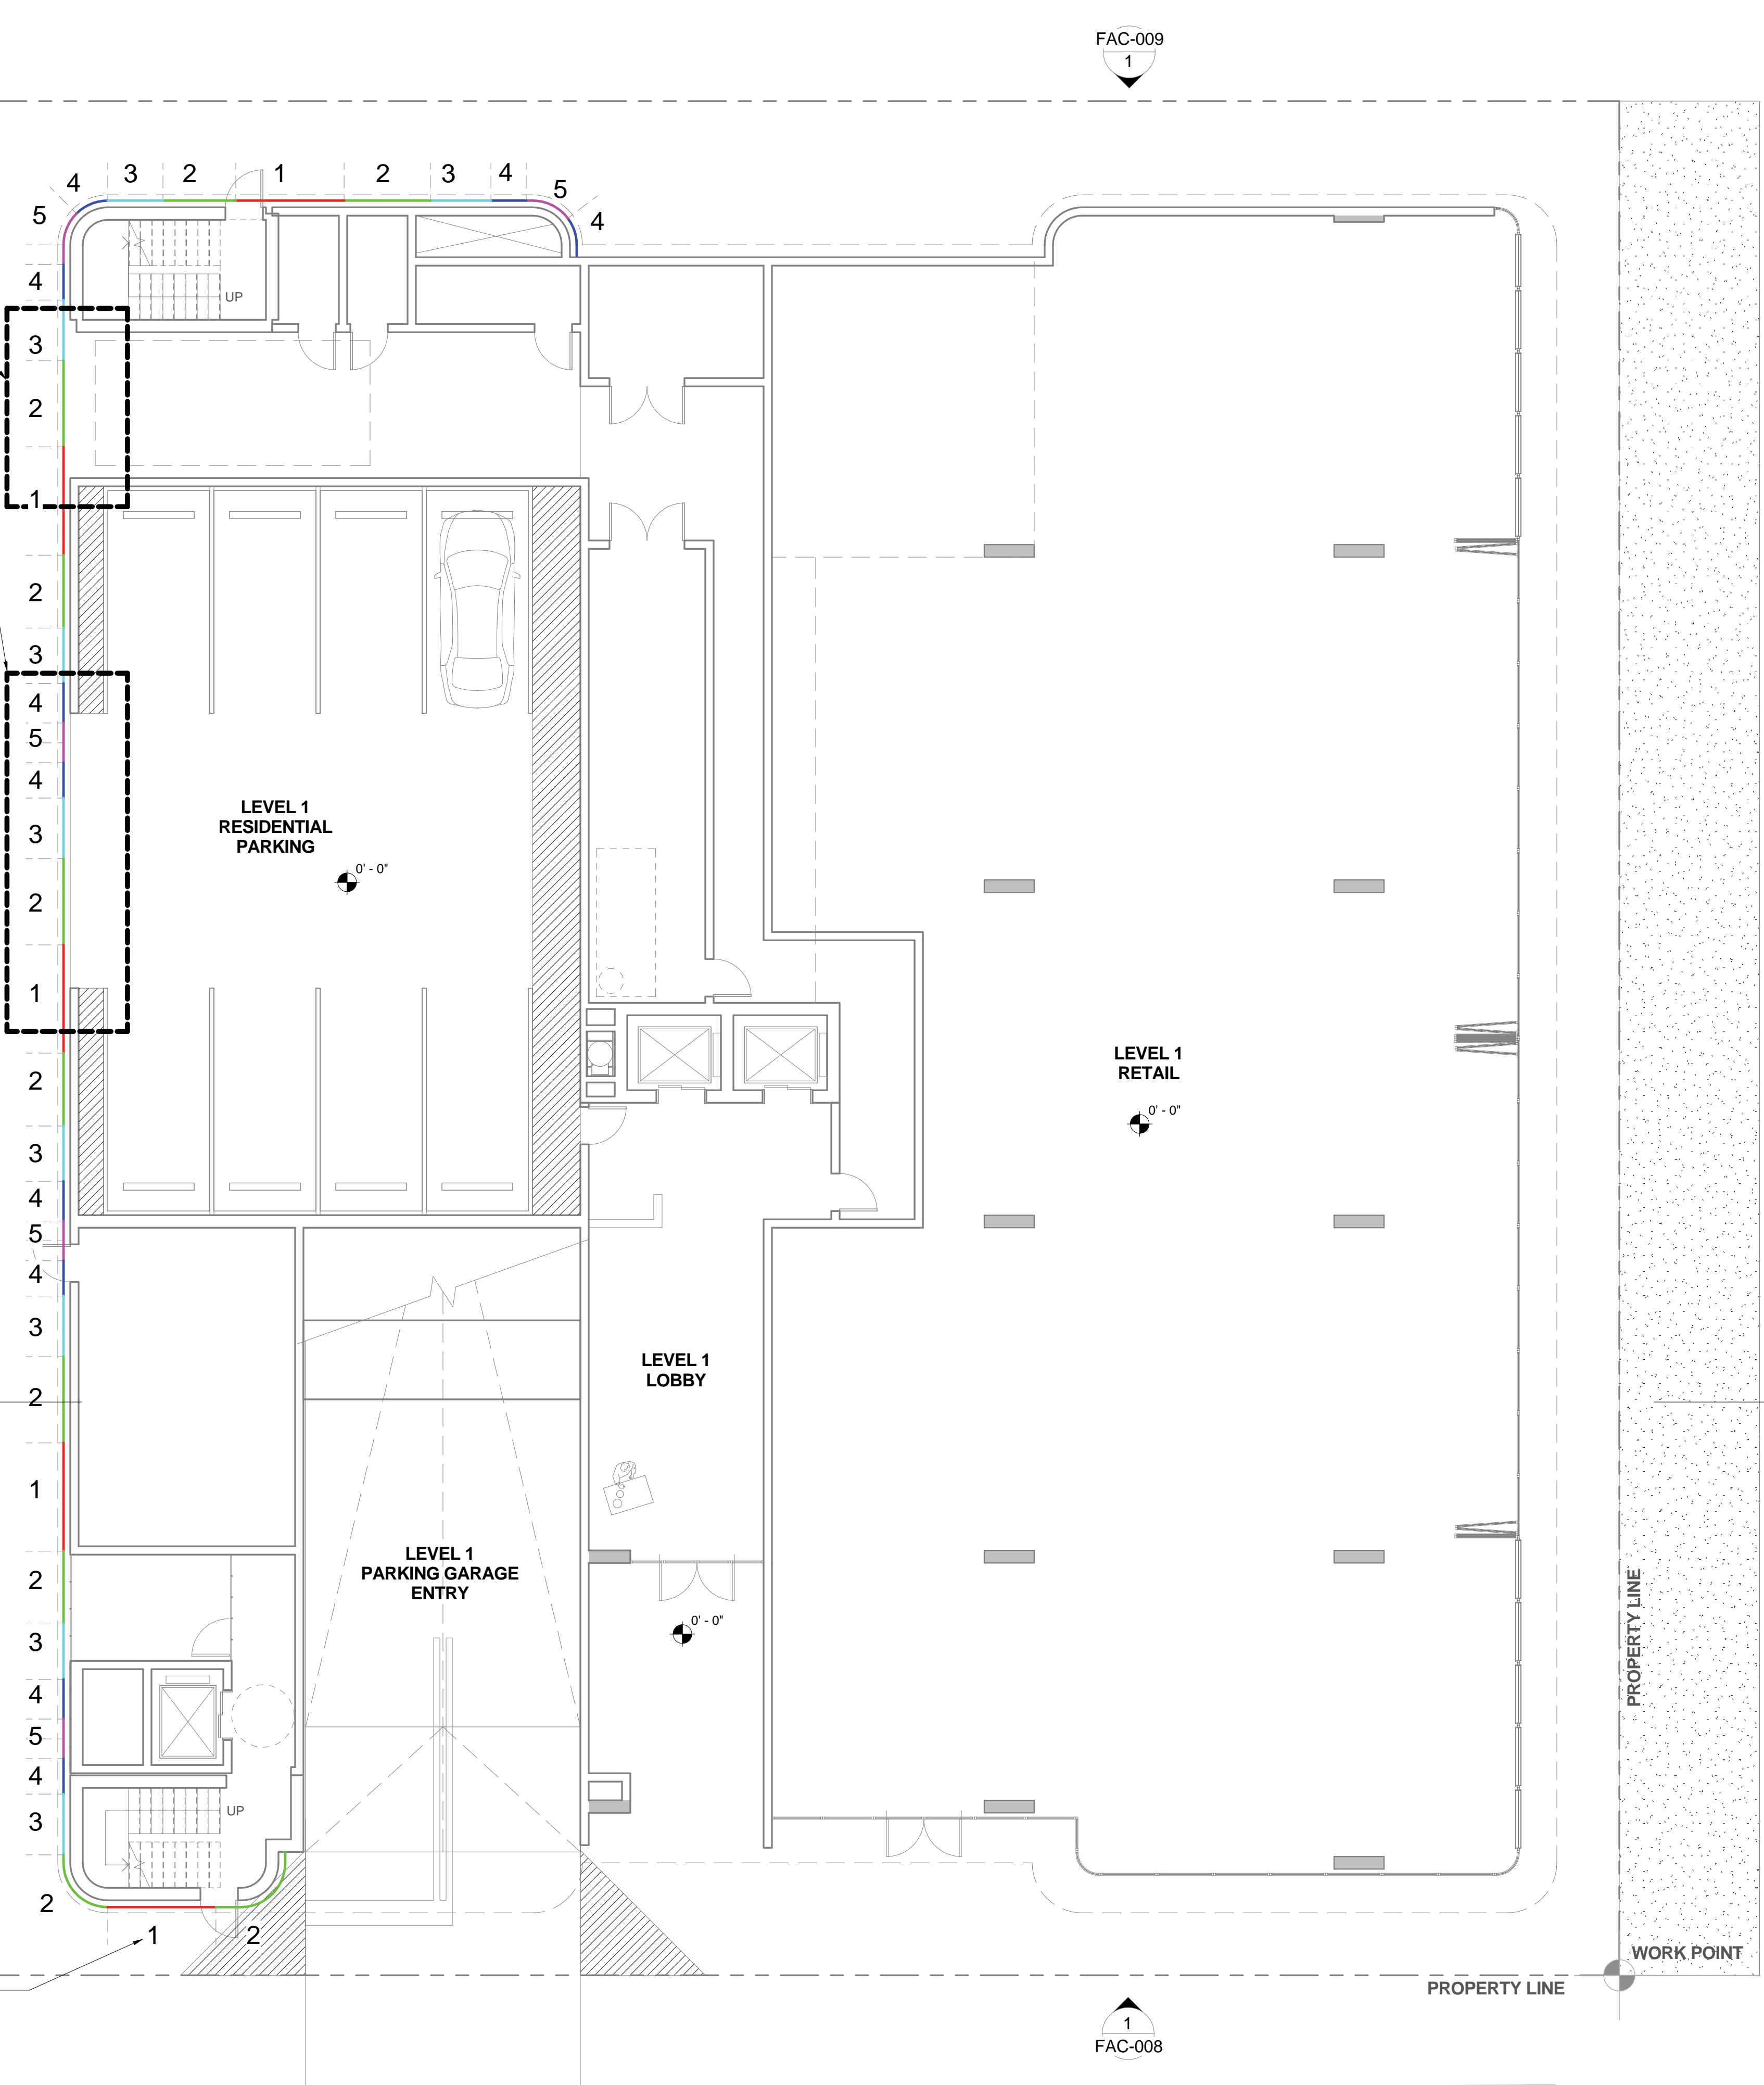 FAC-009
1
3 2 1 2 3 4
4 5
5 4
4
UP
3
2
1
2
3
4
5
4
LEVEL 1
RESIDENTIAL
PARKING
3
0' - 0"
2
1
LEVEL 1
RETAIL
2
0' - 0"
3
4
5
4
3
LEVEL 1
LOBBY
2
1
LEVEL 1
PARKING GARAGE
ENTRY
2
0' - 0"
3
PROPERTY LINE
4
5
4
UP
3
2
1 2
WORK POINT
PROPERTY LINE
1
FAC-008